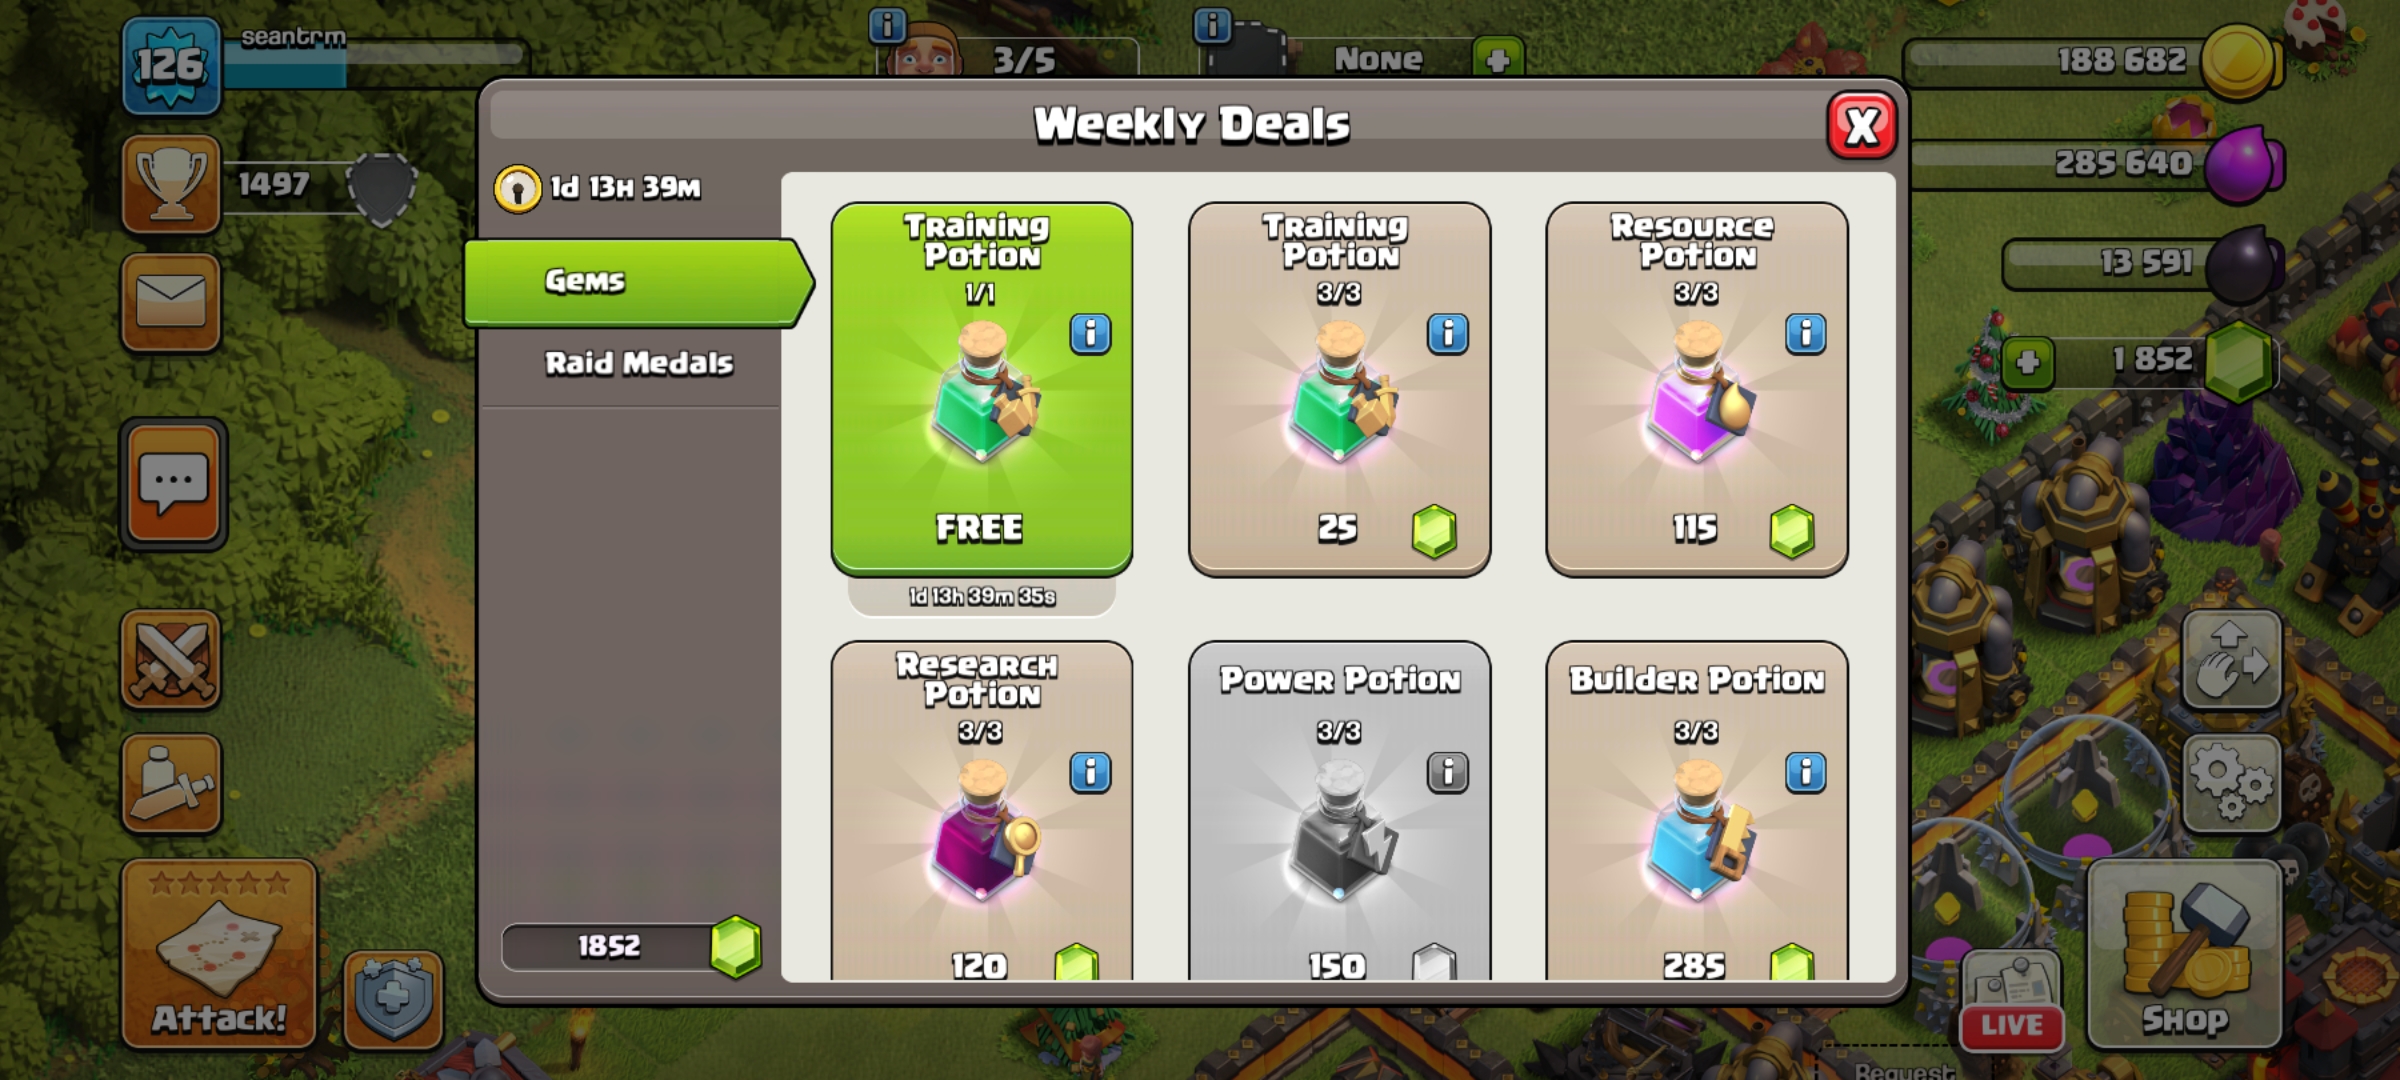 126
seantrm
3/5
None
188 682
Weekly Deals
X
1497
1d 13H 39M
285 640
Gems
Raid Medals
13 591
1 852
Training
Potion
1/1
FREE
1d 13h 39m 35s
Training
Potion
3/3
25
Resource
Potion
3/3
115
Research
Potion
3/3
120
Power Potion
3/3
150
Builder Potion
3/3
285
1852
Attack!
LIVE
Shop
Request